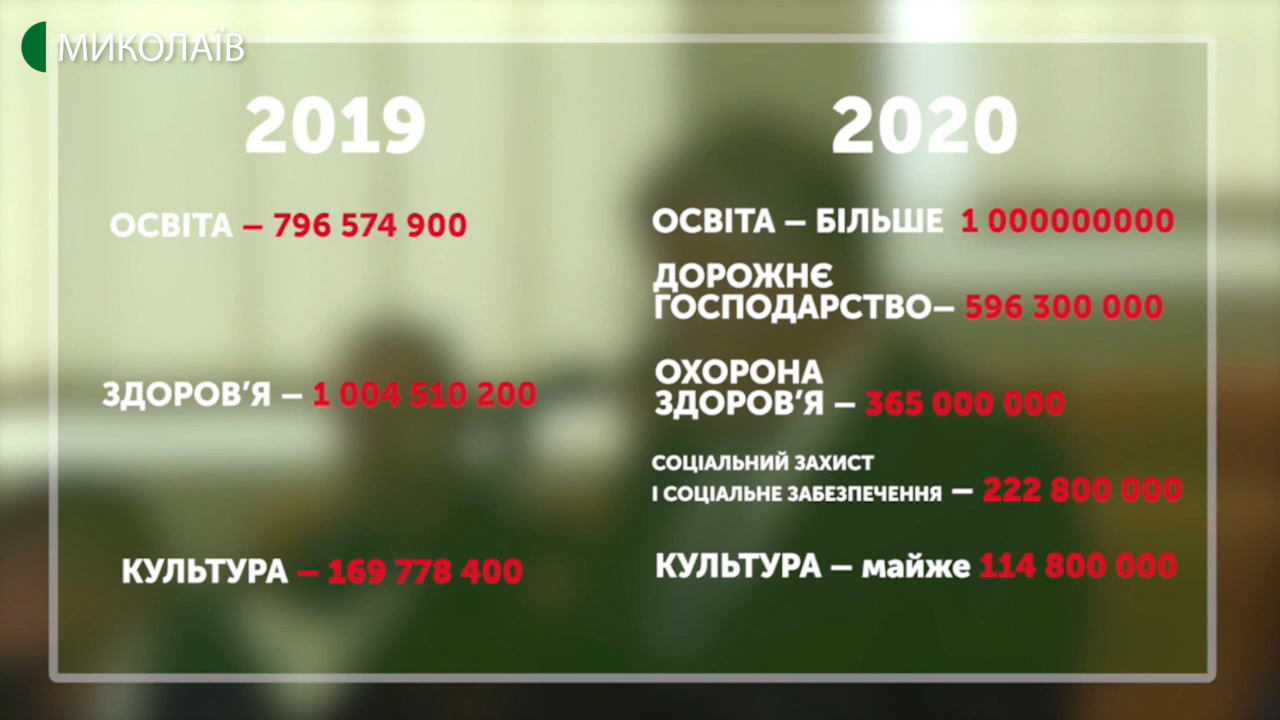 МИКОЛАЇВ
2019
ОСВІТА – 796 574 900
ЗДОРОВ’Я – 1 004 510 200
КУЛЬТУРА – 169 778 400
2020
ОСВІТА – БІЛЬШЕ 1 000000000
ДОРОЖНЄ
ГОСПОДАРСТВО– 596 300 000
ОХОРОНА
ЗДОРОВ’Я – 365 000 000
СОЦІАЛЬНИЙ ЗАХИСТ
І СОЦІАЛЬНЕ ЗАБЕЗПЕЧЕННЯ – 222 800 000
КУЛЬТУРА – майже 114 800 000